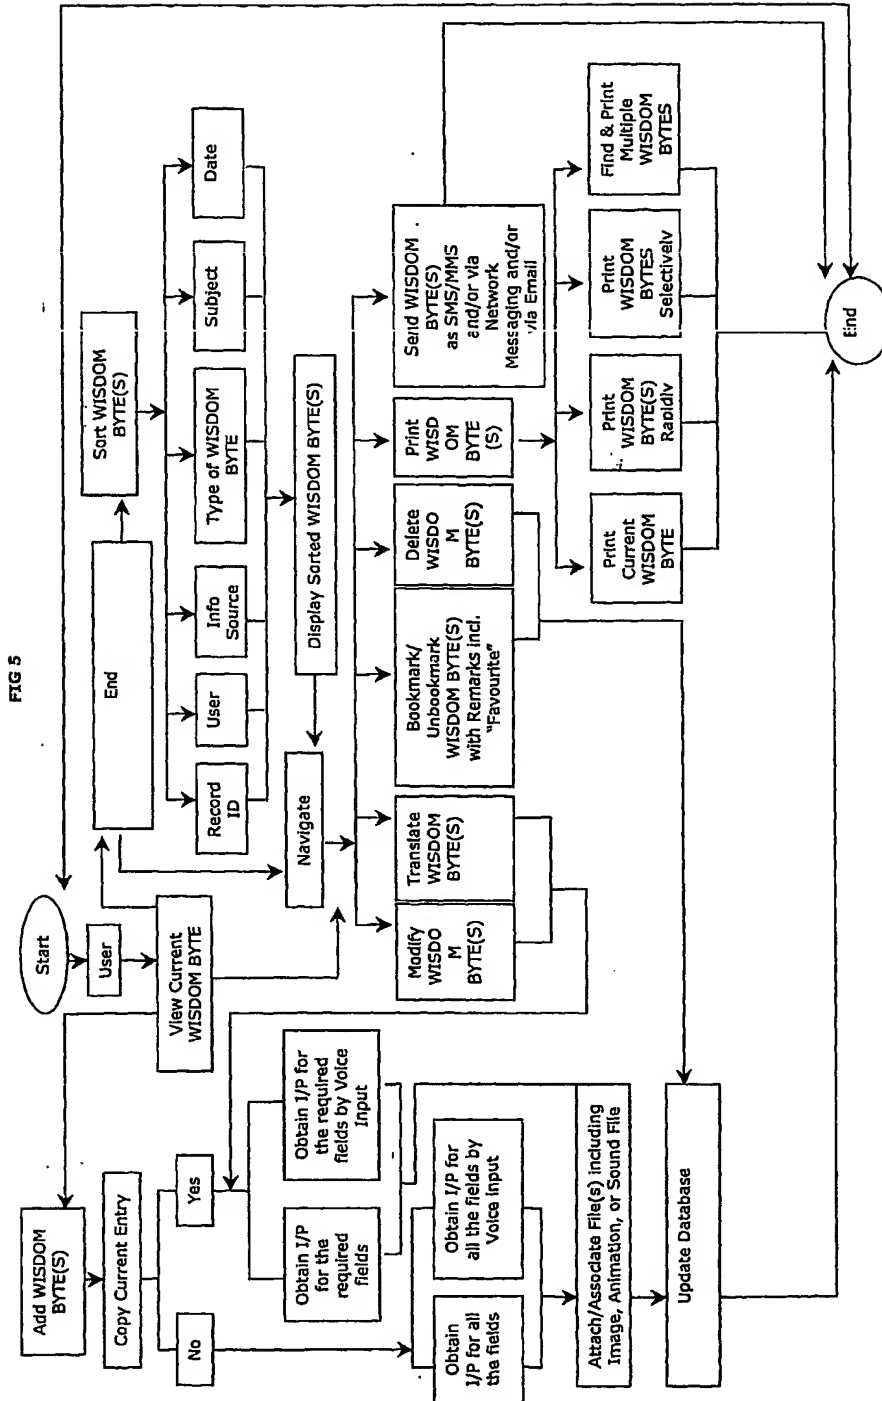 FIG 5
Start
User
View Current
WISDOM BYTE
Add WISDOM
BYTE(S)
Copy Current Entry
No
Yes
Obtain I/P
for the
required
fields
Obtain I/P for
the required
fields by Voice
Input
Obtain
I/P for all
the fields
Obtain I/P for
all the fields by
Voice Input
Attach/Associate File(s) including
Image, Animation, or Sound File
Update Database
End
Sort WISDOM
BYTE(S)
Record
ID
User
Info
Source
Type of WISDOM
BYTE
Subject
Date
Display Sorted WISDOM BYTE(S)
Navigate
Modify
WISDO
M
BYTE(S)
Translate
WISDOM
BYTE(S)
Bookmark/
Unbookmark
WISDOM BYTE(S)
with Remarks incl.
"Favourite"
Delete
WISDO
M
BYTE(S)
Print
WISD
OM
BYTE
(S)
Send WISDOM
BYTE(S)
as SMS/MMS
and/or via
Network
Messaging and/or
via Email
Print
Current
WISDOM
BYTE
Print
WISDOM
BYTE(S)
Rapidly
Print
WISDOM
BYTES
Selectively
Find & Print
Multiple
WISDOM
BYTES
End